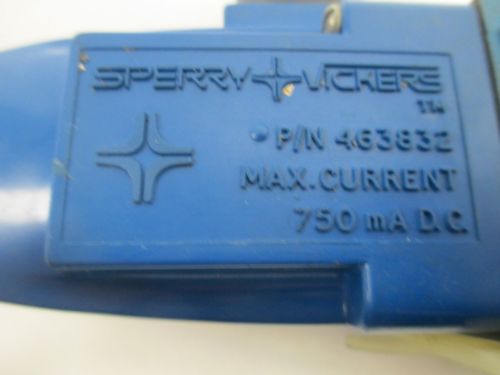 SPERRY VICKERS
TM
P/N 463832
MAX. CURRENT
750 mA D.C.